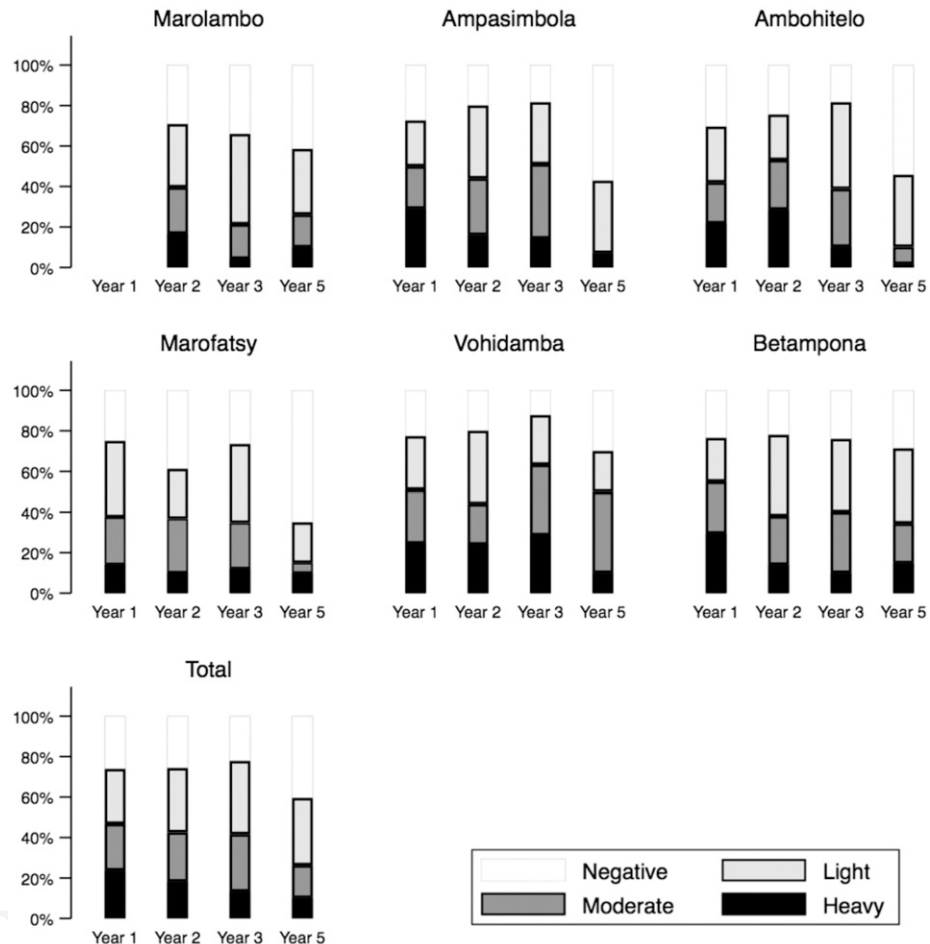 Marolambo Ampasimbola Ambohitelo
100%
80%
60%
40%
20%
0%
Year 1 Year 2 Year 3 Year 5 Year 1 Year 2 Year 3 Year 5 Year 1 Year 2 Year 3 Year 5
Marofatsy Vohidamba Betampona
100%
80%
60%
40%
20%
0%
Year 1 Year 2 Year 3 Year 5 Year 1 Year 2 Year 3 Year 5 Year 1 Year 2 Year 3 Year 5
Total
100%
80%
60%
40%
20%
0%
Year 1 Year 2 Year 3 Year 5
Negative Light
Moderate Heavy